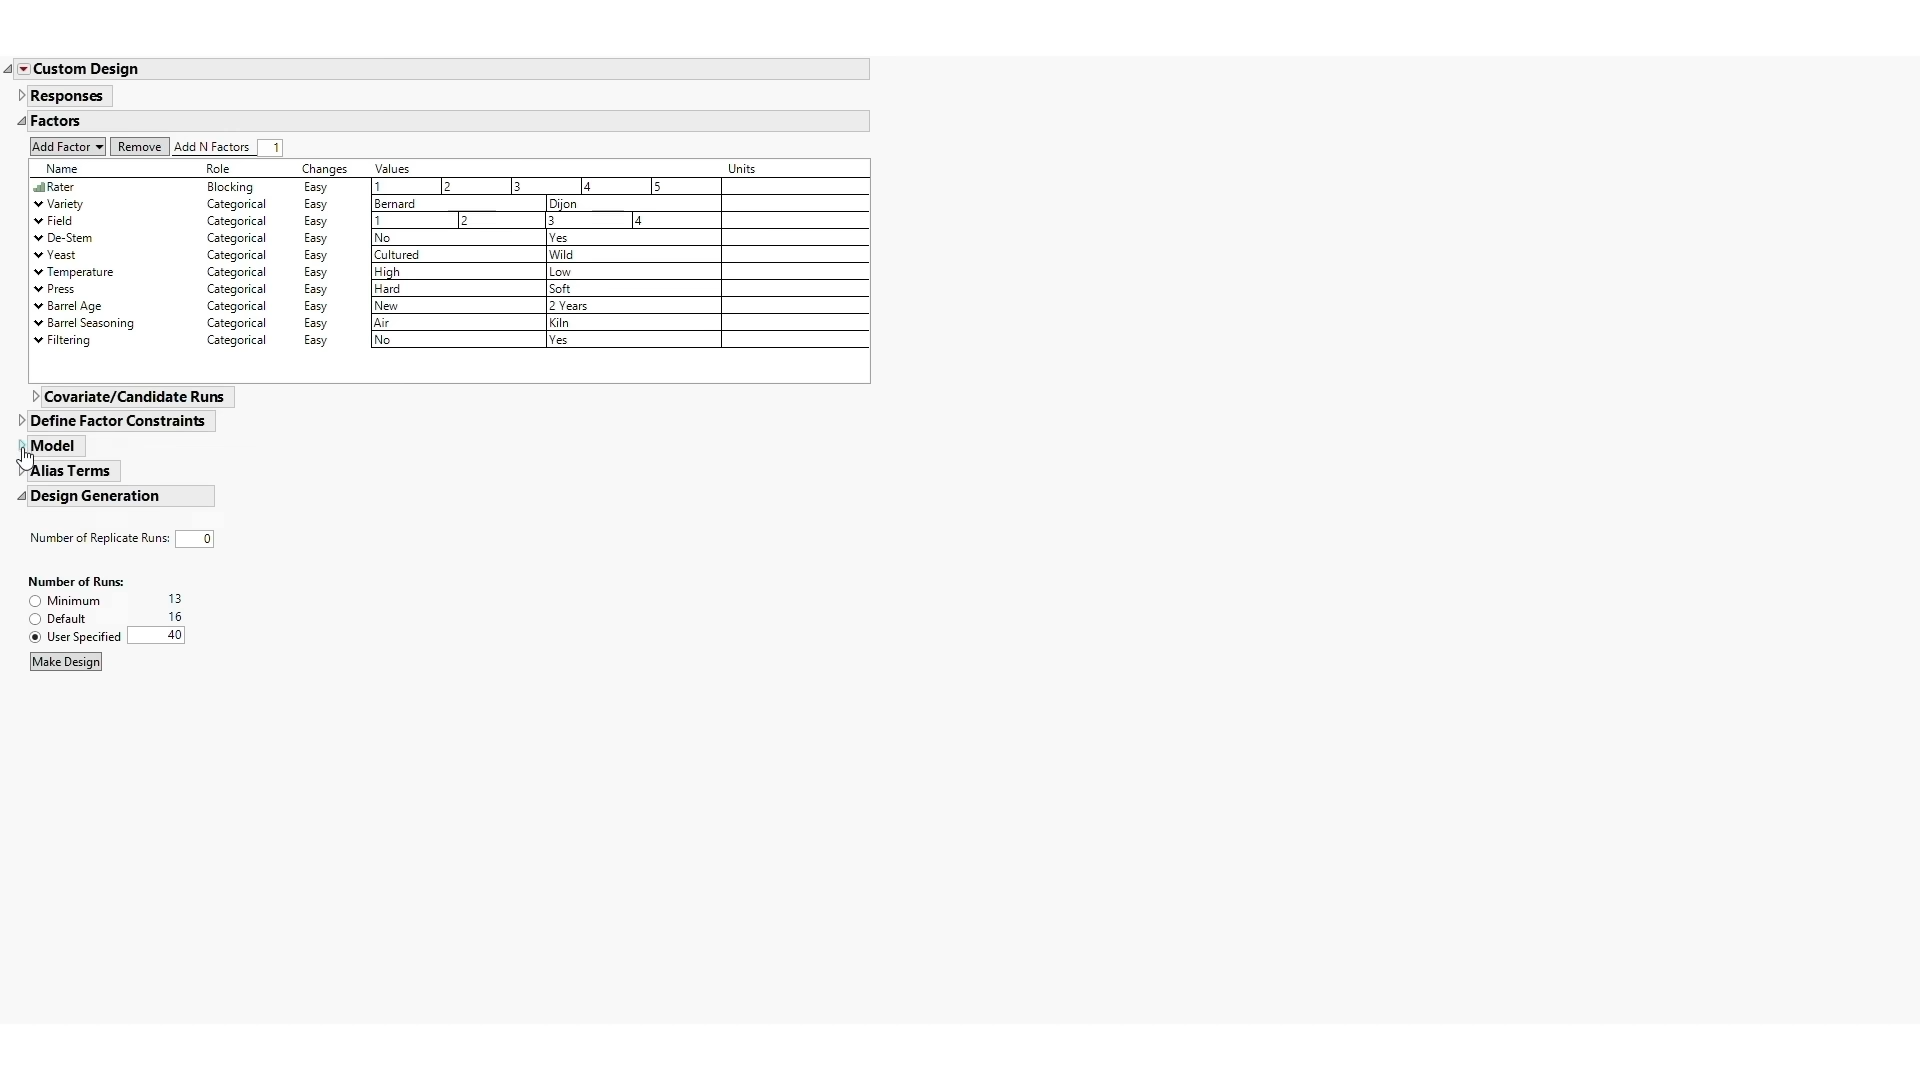 Custom Design
Responses
Factors
Add Factor Remove Add N Factors 1
Name Role Changes Values Units
Rater Blocking Easy 1 2 3 4 5
Variety Categorical Easy Bernard Dijon
Field Categorical Easy 1 2 3 4
De-Stem Categorical Easy No Yes
Yeast Categorical Easy Cultured Wild
Temperature Categorical Easy High Low
Press Categorical Easy Hard Soft
Barrel Age Categorical Easy New 2 Years
Barrel Seasoning Categorical Easy Air Kiln
Filtering Categorical Easy No Yes
Covariate/Candidate Runs
Define Factor Constraints
Model
Alias Terms
Design Generation
Number of Replicate Runs: 0
Number of Runs:
Minimum 13
Default 16
User Specified 40
Make Design